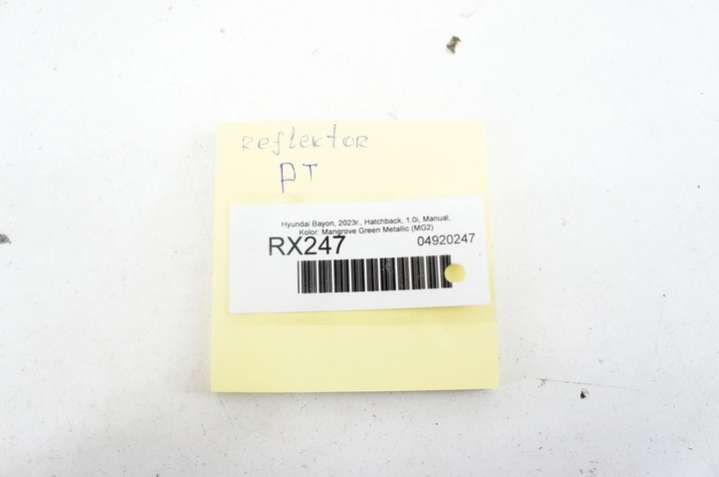 Reflektor
PT
Hyundai Bayon, 2023r., Hatchback, 1.0i, Manual,
Kolor: Mangrove Green Metallic (MG2)
RX247 04920247